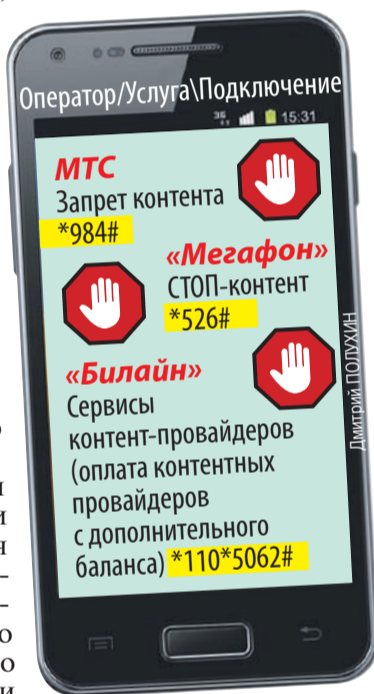 Оператор/Услуга\Подключение
3G 15:31
МТС
Запрет контента
*984#
«Мегафон»
СТОП-контент
*526#
«Билайн»
Сервисы
контент-провайдеров
(оплата контентных
провайдеров
с дополнительного
баланса) *110*5062#
Дмитрий ПОЛУХИН